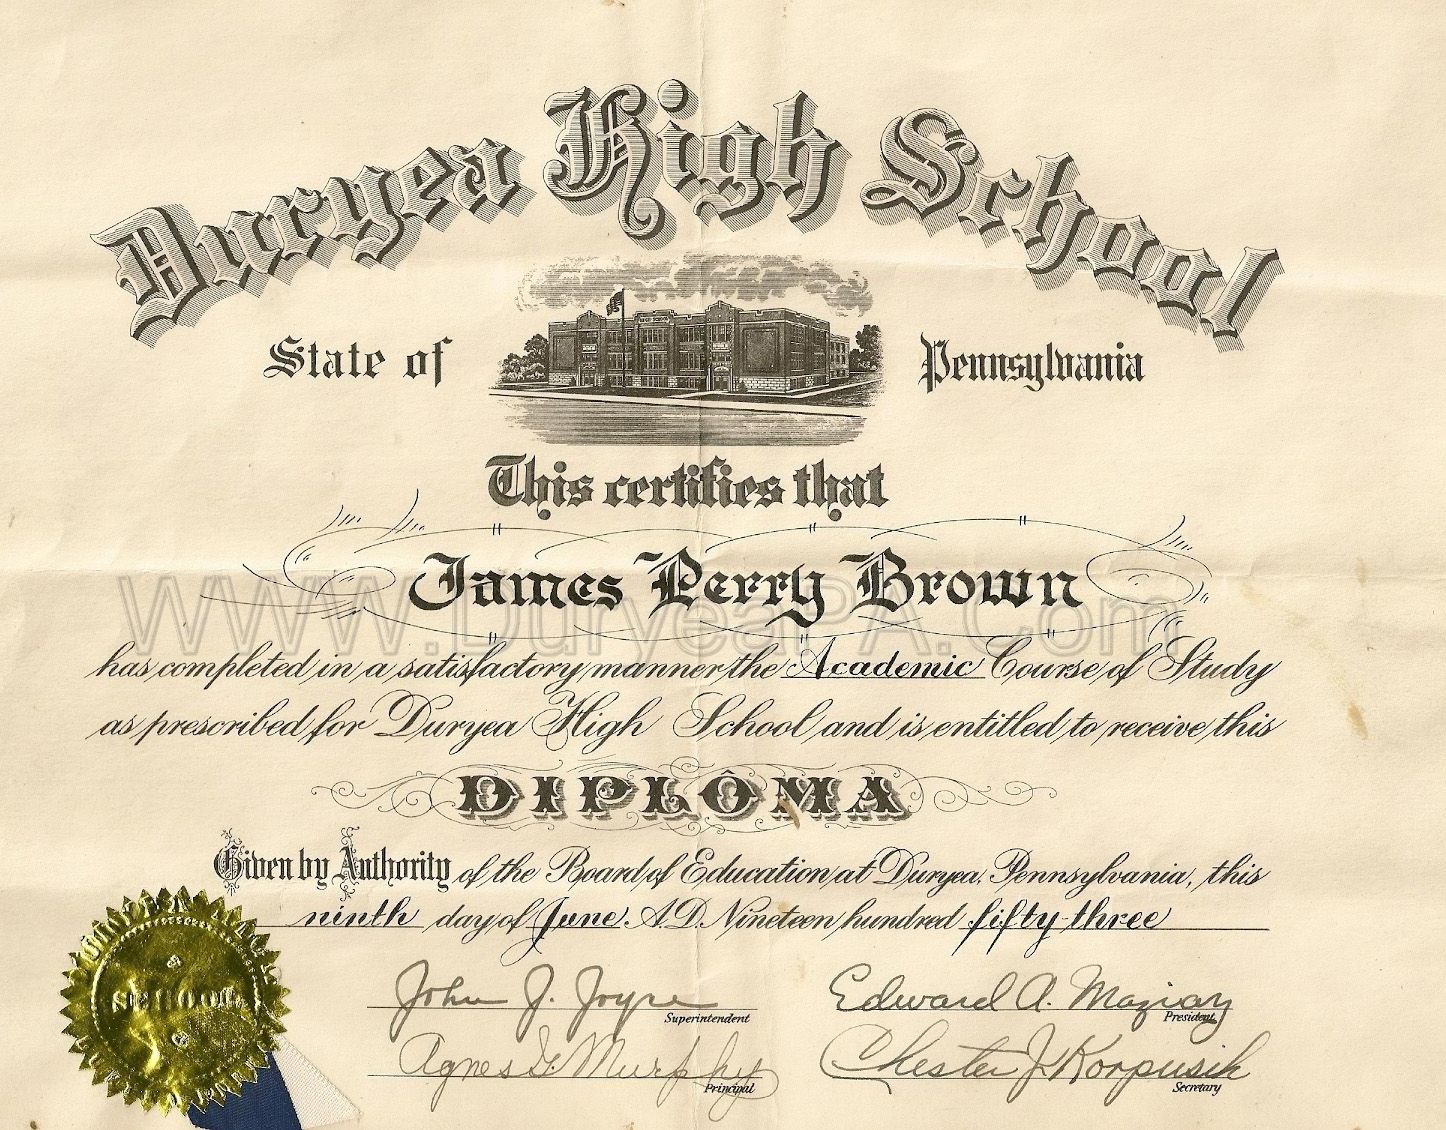 Duryea High School
State of Pennsylvania
This certifies that
James Perry Brown
WWW.DuryeaPA.Com
has completed in a satisfactory manner the Academic Course of Study
as prescribed for Duryea High School and is entitled to receive this
DIPLÔMA
Given by Authority of the Board of Education at Duryea, Pennsylvania, this
ninth day of June A.D. Nineteen hundred fifty-three
John J. Joyce Edward A. Maziay
Superintendent President
Agnes G. Murphy Chester J. Korpusik
Principal Secretary
SCHOOL